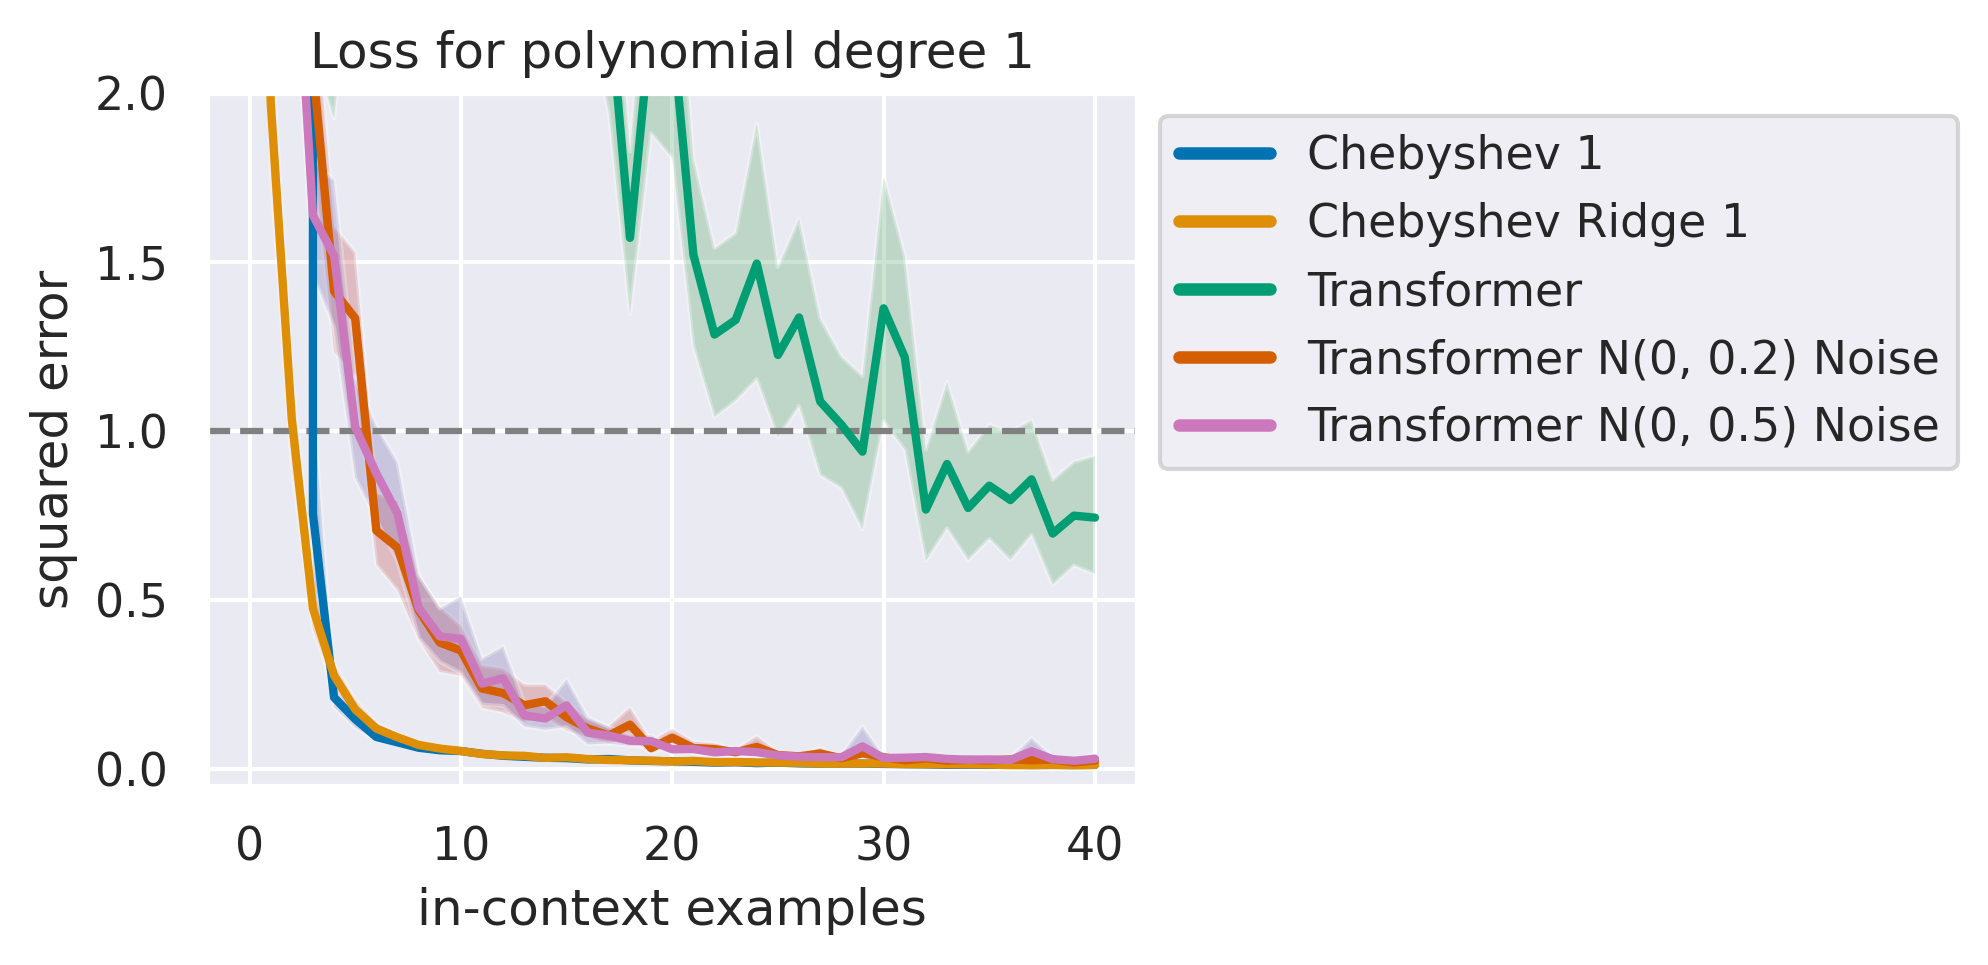 Loss for polynomial degree 1
2.0
1.5
1.0
0.5
0.0
squared error
0 10 20 30 40
in-context examples
Chebyshev 1
Chebyshev Ridge 1
Transformer
Transformer N(0, 0.2) Noise
Transformer N(0, 0.5) Noise